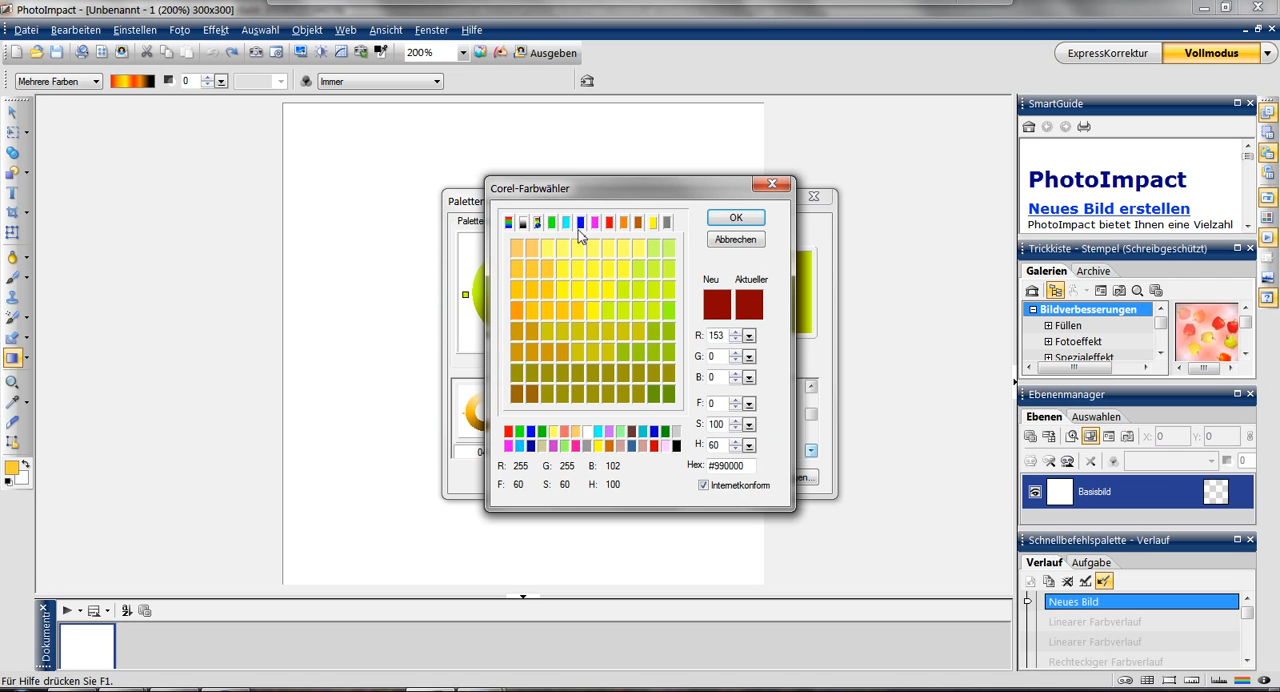 PhotoImpact - [Unbenannt - 1 (200%) 300x300]
Datei Bearbeiten Einstellen Foto Effekt Auswahl Objekt Web Ansicht Fenster Hilfe
200% Ausgeben ExpressKorrektur Vollmodus
Mehrere Farben 0 Immer
SmartGuide
PhotoImpact
Neues Bild erstellen
PhotoImpact bietet Ihnen eine Vielzahl
Trickkiste - Stempel (Schreibgeschützt)
Galerien Archive
Bildverbesserungen
Füllen
Fotoeffekt
Spezialeffekt
Ebenenmanager
Ebenen Auswahlen
X: 0 Y: 0
0
Basisbild
Schnellbefehlspalette - Verlauf
Verlauf Aufgabe
Neues Bild
Linearer Farbverlauf
Linearer Farbverlauf
Rechteckiger Farbverlauf
Paletten
Palette
Corel-Farbwähler
OK
Abbrechen
Neu Aktueller
R: 153
G: 0
B: 0
F: 0
S: 100
H: 60
Hex: #990000
Internetkonform
R: 255 G: 255 B: 102
F: 60 S: 60 H: 100
Dokument
Für Hilfe drücken Sie F1.